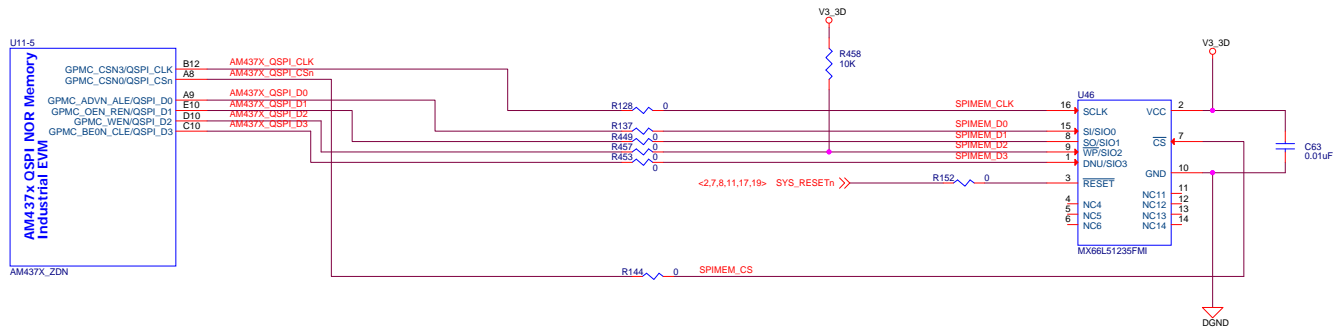 V3_3D
U11-5
AM437x QSPI NOR Memory
Industrial EVM
GPMC_CSN3/QSPI_CLK
GPMC_CSN0/QSPI_CSn
GPMC_ADVN_ALE/QSPI_D0
GPMC_OEN_REN/QSPI_D1
GPMC_WEN/QSPI_D2
GPMC_BE0N_CLE/QSPI_D3
B12
A8
A9
E10
D10
C10
AM437X_QSPI_CLK
AM437X_QSPI_CSn
AM437X_QSPI_D0
AM437X_QSPI_D1
AM437X_QSPI_D2
AM437X_QSPI_D3
AM437X_ZDN
R458
10K
V3_3D
R128 0
R137 0
R449 0
R457 0
R453 0
SPIMEM_CLK
SPIMEM_D0
SPIMEM_D1
SPIMEM_D2
SPIMEM_D3
<2,7,8,11,17,19> SYS_RESETn
R152 0
R144 0
SPIMEM_CS
U46
16 SCLK
15 SI/SIO0
8 SO/SIO1
9 WP/SIO2
1 DNU/SIO3
3 RESET
4 NC4
5 NC5
6 NC6
VCC 2
CS 7
GND 10
NC11 11
NC12 12
NC13 13
NC14 14
MX66L51235FMI
C63
0.01uF
DGND